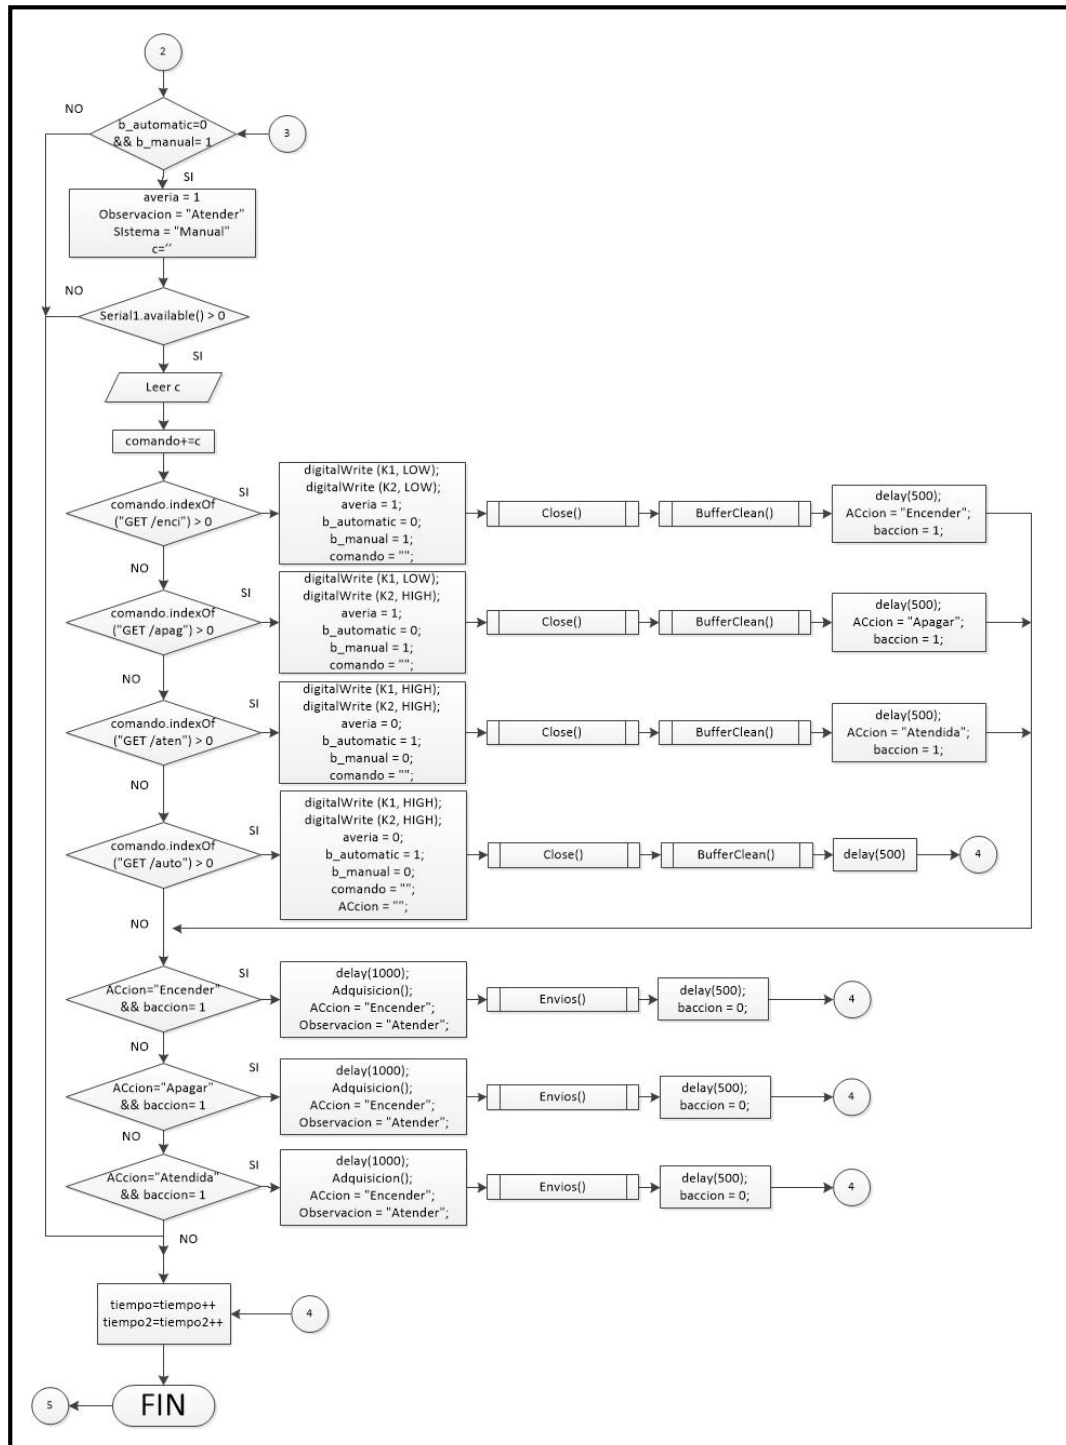 2
NO
b_automatic=0
&& b_manual= 1
3
SI
averia = 1
Observacion = "Atender"
SIstema = "Manual"
c=''
NO
Serial1.available() > 0
SI
Leer c
comando+=c
comando.indexOf
("GET /enci") > 0
SI
digitalWrite (K1, LOW);
digitalWrite (K2, LOW);
averia = 1;
b_automatic = 0;
b_manual = 1;
comando = "";
Close()
BufferClean()
delay(500);
ACcion = "Encender";
baccion = 1;
NO
comando.indexOf
("GET /apag") > 0
SI
digitalWrite (K1, LOW);
digitalWrite (K2, HIGH);
averia = 1;
b_automatic = 0;
b_manual = 1;
comando = "";
Close()
BufferClean()
delay(500);
ACcion = "Apagar";
baccion = 1;
NO
comando.indexOf
("GET /aten") > 0
SI
digitalWrite (K1, HIGH);
digitalWrite (K2, HIGH);
averia = 0;
b_automatic = 1;
b_manual = 0;
comando = "";
Close()
BufferClean()
delay(500);
ACcion = "Atendida";
baccion = 1;
NO
comando.indexOf
("GET /auto") > 0
SI
digitalWrite (K1, HIGH);
digitalWrite (K2, HIGH);
averia = 0;
b_automatic = 1;
b_manual = 0;
comando = "";
ACcion = "";
Close()
BufferClean()
delay(500)
4
NO
ACcion="Encender"
&& baccion= 1
SI
delay(1000);
Adquisicion();
ACcion = "Encender";
Observacion = "Atender";
Envios()
delay(500);
baccion = 0;
4
NO
ACcion="Apagar"
&& baccion= 1
SI
delay(1000);
Adquisicion();
ACcion = "Encender";
Observacion = "Atender";
Envios()
delay(500);
baccion = 0;
4
NO
ACcion="Atendida"
&& baccion= 1
SI
delay(1000);
Adquisicion();
ACcion = "Encender";
Observacion = "Atender";
Envios()
delay(500);
baccion = 0;
4
NO
tiempo=tiempo++
tiempo2=tiempo2++
4
FIN
5